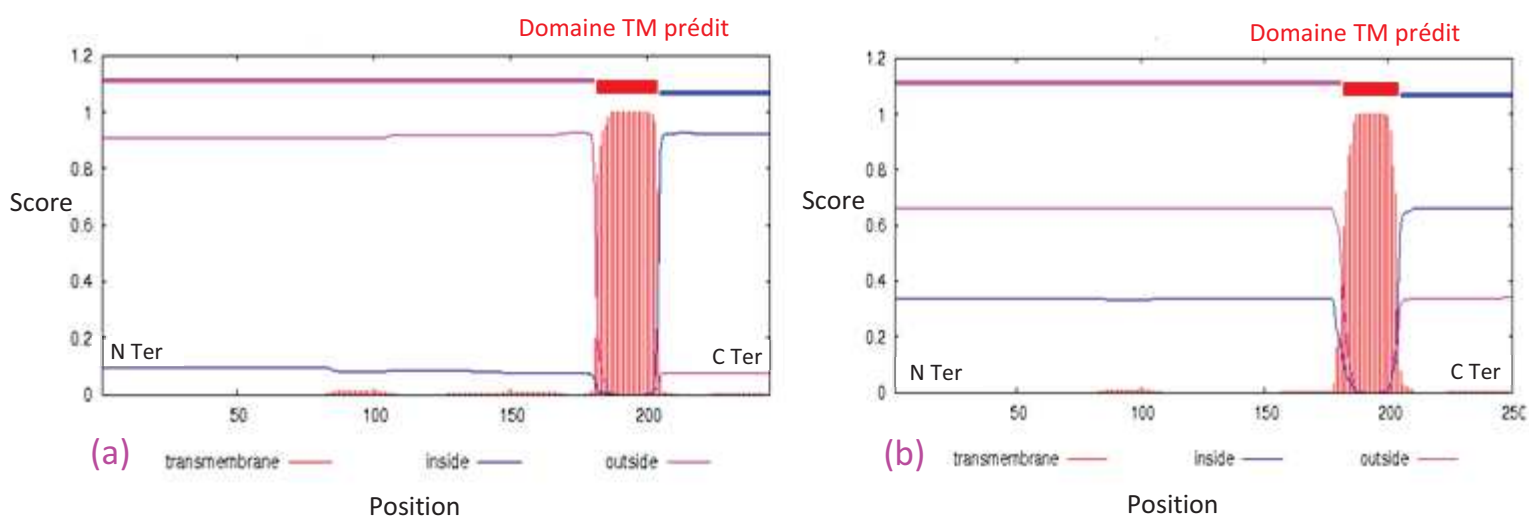 Domaine TM prédit
1.2
1
0.8
Score
0.6
0.4
0.2
N Ter
C Ter
0
50
100
150
200
(a)
transmembrane
inside
outside
Position
Domaine TM prédit
1.2
1
0.8
Score
0.6
0.4
0.2
N Ter
C Ter
0
50
100
150
200
250
(b)
transmembrane
inside
outside
Position